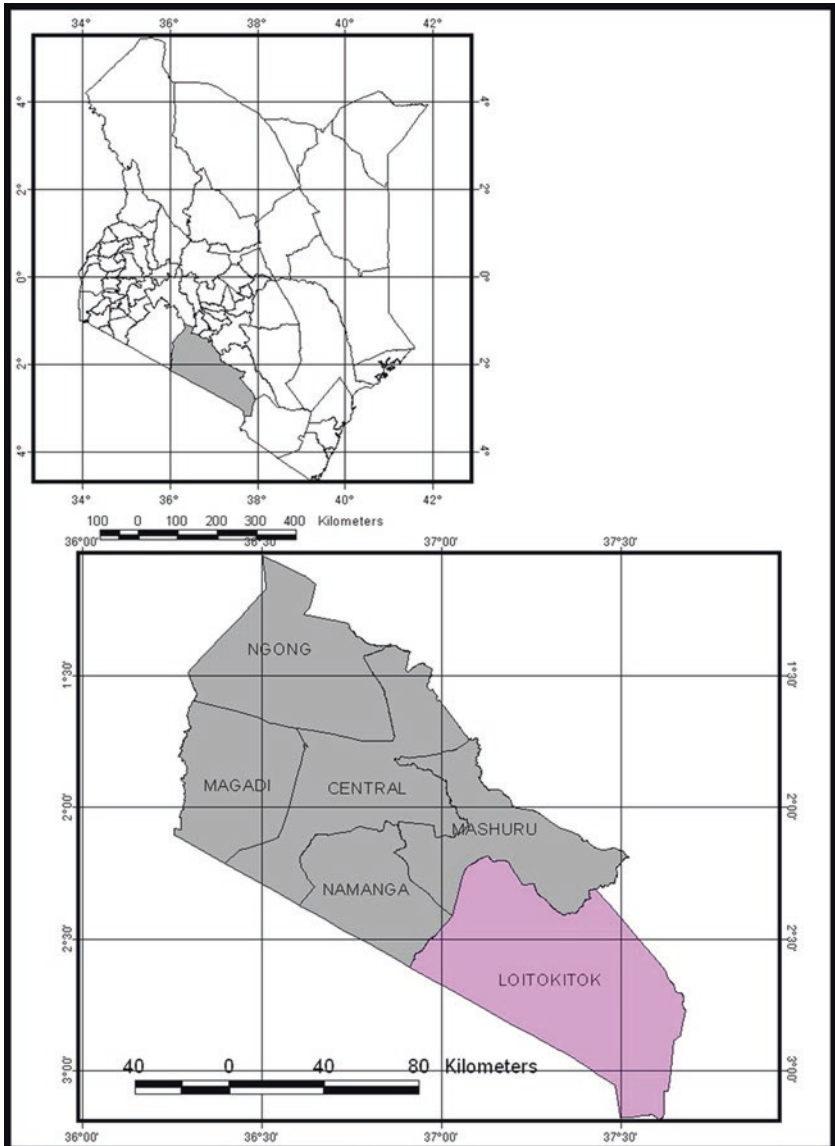 34° 36° 38° 40° 42°
4° 4°
2° 2°
0° 0°
2° 2°
4° 4°
34° 36° 38° 40° 42°
100 0 100 200 300 400 Kilometers
36°00' 36°30' 37°00' 37°30'
NGONG
1°30' 1°30'
MAGADI CENTRAL
2°00' 2°00'
MASHURU
NAMANGA
2°30' 2°30'
LOITOKITOK
40 0 40 80 Kilometers
3°00' 3°00'
36°00' 36°30' 37°00' 37°30'